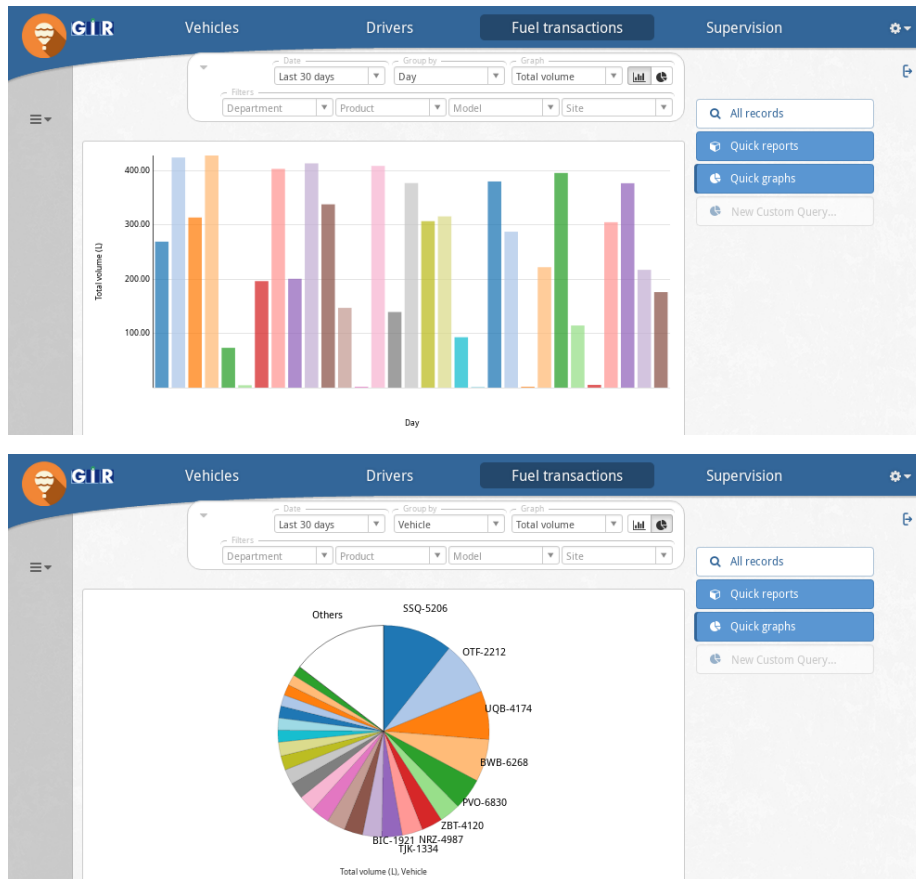 GIR Vehicles Drivers Fuel transactions Supervision
Date Group by Graph
Last 30 days Day Total volume
Filters
Department Product Model Site
All records
Quick reports
Quick graphs
New Custom Query...
400.00
300.00
200.00
100.00
Total volume (L)
Day
GIR Vehicles Drivers Fuel transactions Supervision
Date Group by Graph
Last 30 days Vehicle Total volume
Filters
Department Product Model Site
All records
Quick reports
Quick graphs
New Custom Query...
Others
SSQ-5206
OTF-2212
UQB-4174
BWB-6268
PVO-6830
ZBT-4120
NRZ-4987
TJK-1334
BIC-1921
Total volume (L), Vehicle